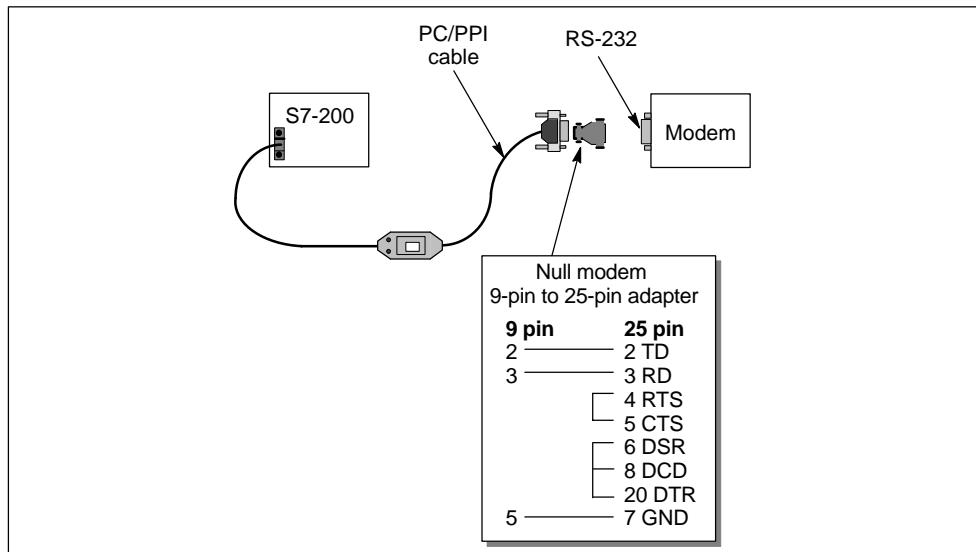 PC/PPI
cable
RS-232
S7-200
Modem
Null modem
9-pin to 25-pin adapter
9 pin 25 pin
2 2 TD
3 3 RD
4 RTS
5 CTS
6 DSR
8 DCD
20 DTR
5 7 GND